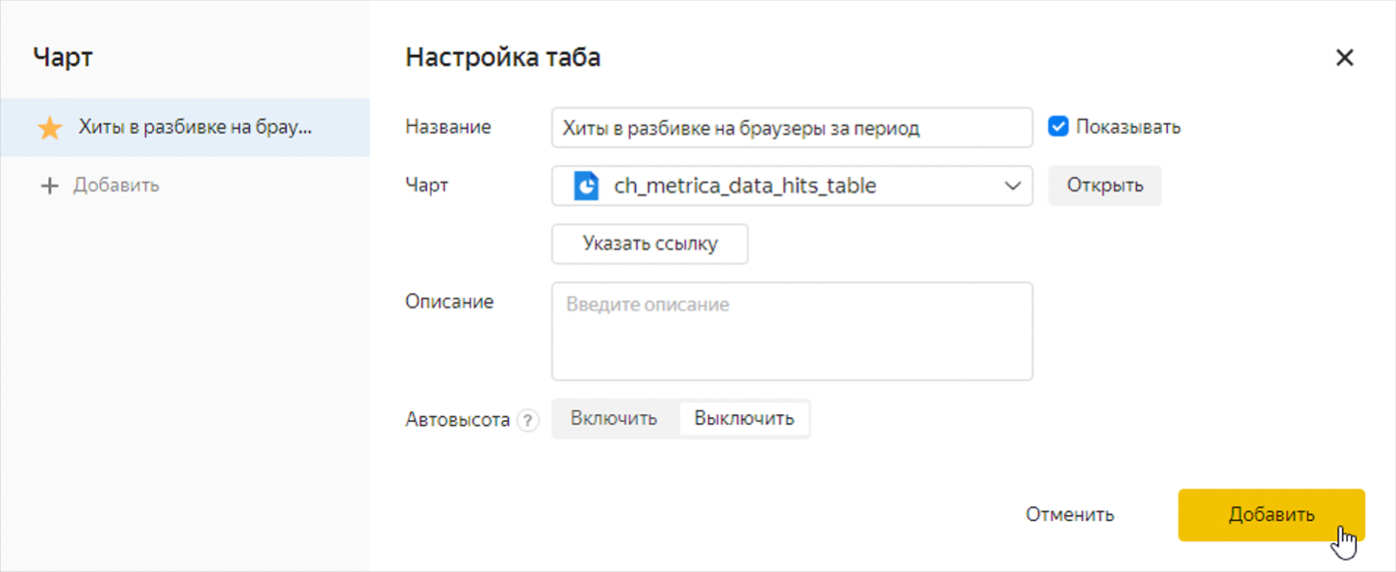 Чарт
Хиты в разбивке на брау...
Добавить
Настройка таба
Название
Хиты в разбивке на браузеры за период
Показывать
Чарт
ch_metrica_data_hits_table
Открыть
Указать ссылку
Описание
Введите описание
Автовысота ?
Включить
Выключить
Отменить
Добавить